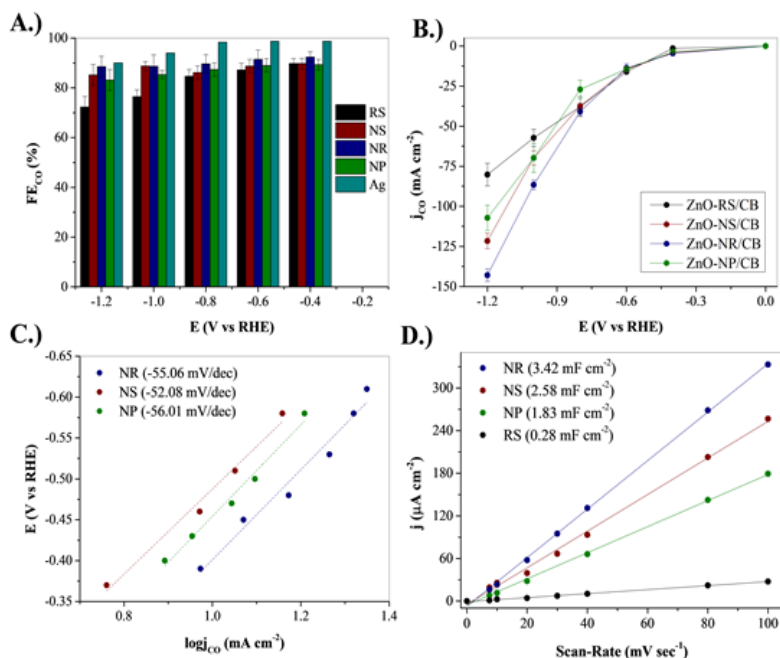 A.)
100
80
60
40
20
0
FE_CO (%)
RS
NS
NR
NP
Ag
-1.2
-1.0
-0.8
-0.6
-0.4
-0.2
E (V vs RHE)
B.)
0
-25
-50
-75
-100
-125
-150
j_CO (mA cm⁻²)
ZnO-RS/CB
ZnO-NS/CB
ZnO-NR/CB
ZnO-NP/CB
-1.2
-0.9
-0.6
-0.3
0.0
E (V vs RHE)
C.)
-0.65
-0.60
-0.55
-0.50
-0.45
-0.40
-0.35
E (V vs RHE)
NR (-55.06 mV/dec)
NS (-52.08 mV/dec)
NP (-56.01 mV/dec)
0.8
1.0
1.2
1.4
logj_CO (mA cm⁻²)
D.)
300
240
180
120
60
0
j (μA cm⁻²)
NR (3.42 mF cm⁻²)
NS (2.58 mF cm⁻²)
NP (1.83 mF cm⁻²)
RS (0.28 mF cm⁻²)
0
20
40
60
80
100
Scan-Rate (mV sec⁻¹)